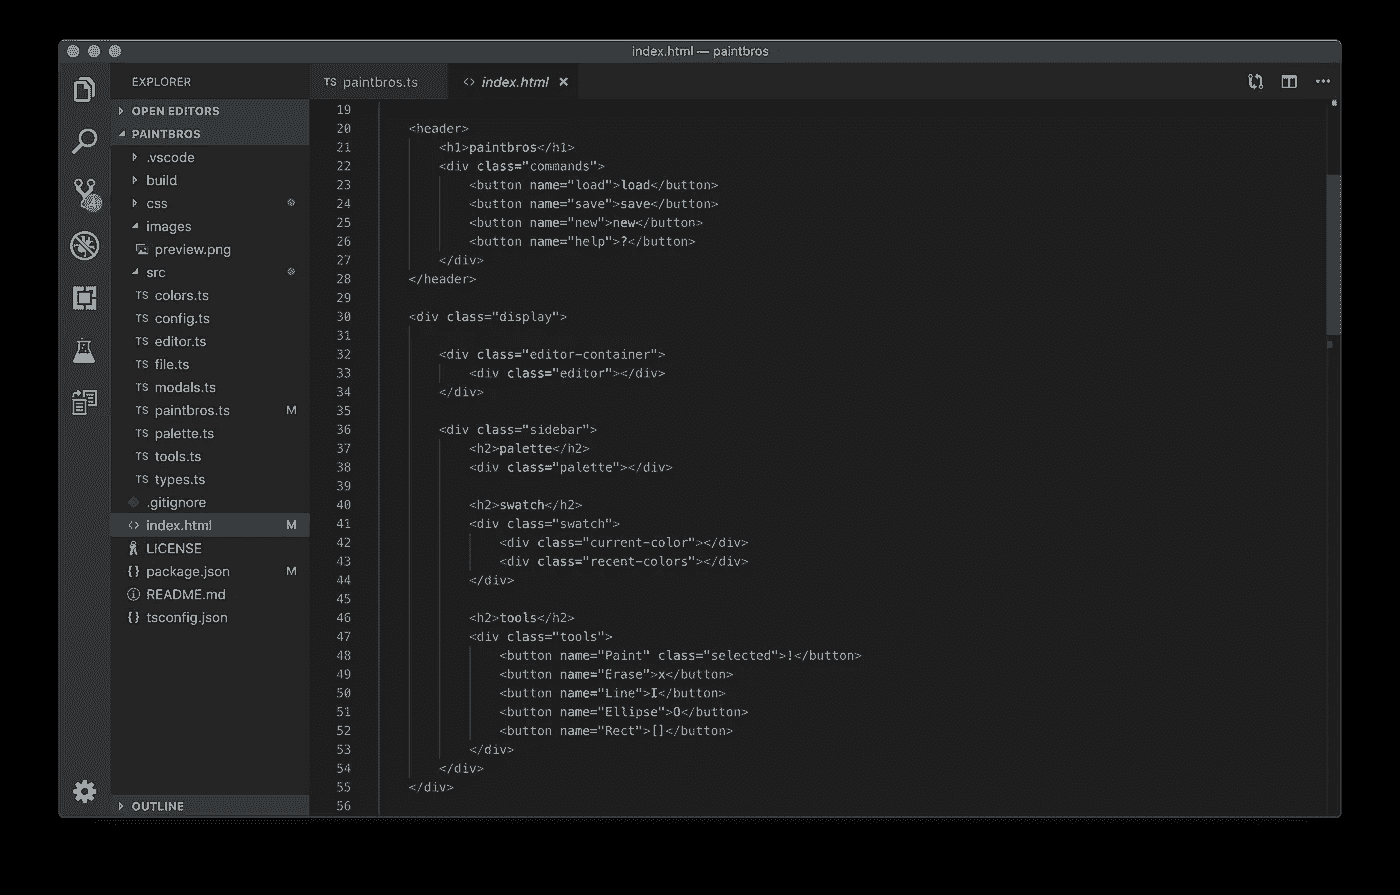 index.html — paintbros
EXPLORER
OPEN EDITORS
PAINTBROS
.vscode
build
css
images
preview.png
src
TS colors.ts
TS config.ts
TS editor.ts
TS file.ts
TS modals.ts
TS paintbros.ts M
TS palette.ts
TS tools.ts
TS types.ts
.gitignore
<> index.html M
LICENSE
{} package.json M
README.md
{} tsconfig.json
OUTLINE
TS paintbros.ts <> index.html ×
19
20 <header>
21 <h1>paintbros</h1>
22 <div class="commands">
23 <button name="load">load</button>
24 <button name="save">save</button>
25 <button name="new">new</button>
26 <button name="help">?</button>
27 </div>
28 </header>
29
30 <div class="display">
31
32 <div class="editor-container">
33 <div class="editor"></div>
34 </div>
35
36 <div class="sidebar">
37 <h2>palette</h2>
38 <div class="palette"></div>
39
40 <h2>swatch</h2>
41 <div class="swatch">
42 <div class="current-color"></div>
43 <div class="recent-colors"></div>
44 </div>
45
46 <h2>tools</h2>
47 <div class="tools">
48 <button name="Paint" class="selected">!</button>
49 <button name="Erase">x</button>
50 <button name="Line">I</button>
51 <button name="Ellipse">O</button>
52 <button name="Rect">[]</button>
53 </div>
54 </div>
55 </div>
56